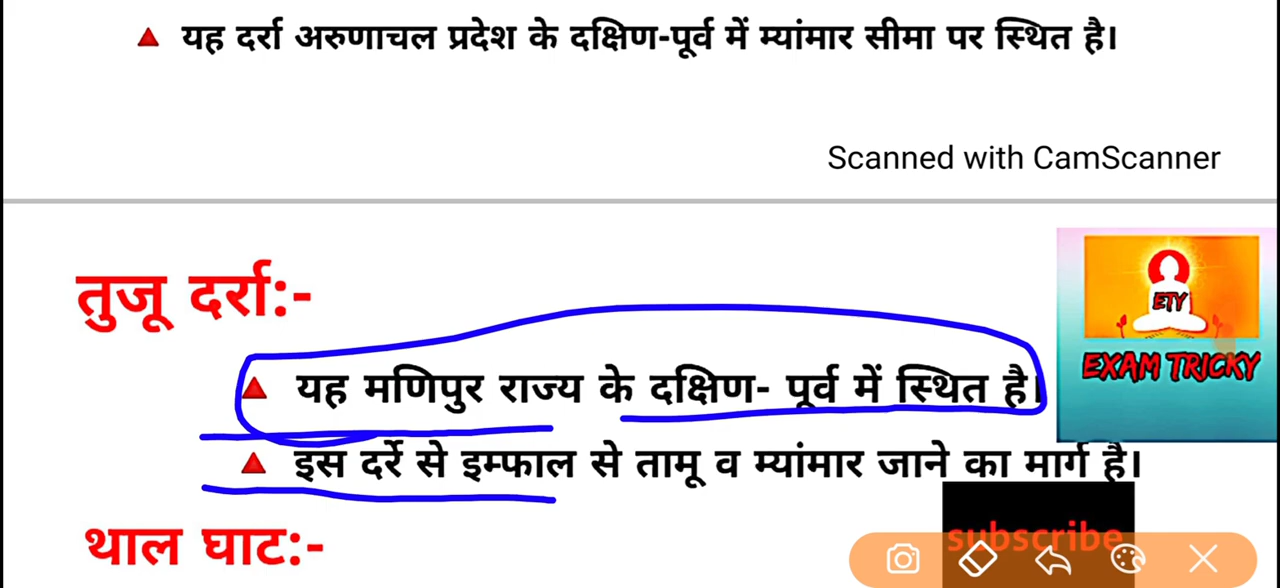 ▲ यह दर्रा अरुणाचल प्रदेश के दक्षिण-पूर्व में म्यांमार सीमा पर स्थित है।
Scanned with CamScanner
तुजू दर्रा:-
▲ यह मणिपुर राज्य के दक्षिण- पूर्व में स्थित है।
ETY
EXAM TRICKY
▲ इस दर्रे से इम्फाल से तामू व म्यांमार जाने का मार्ग है।
थाल घाट:-
subscribe